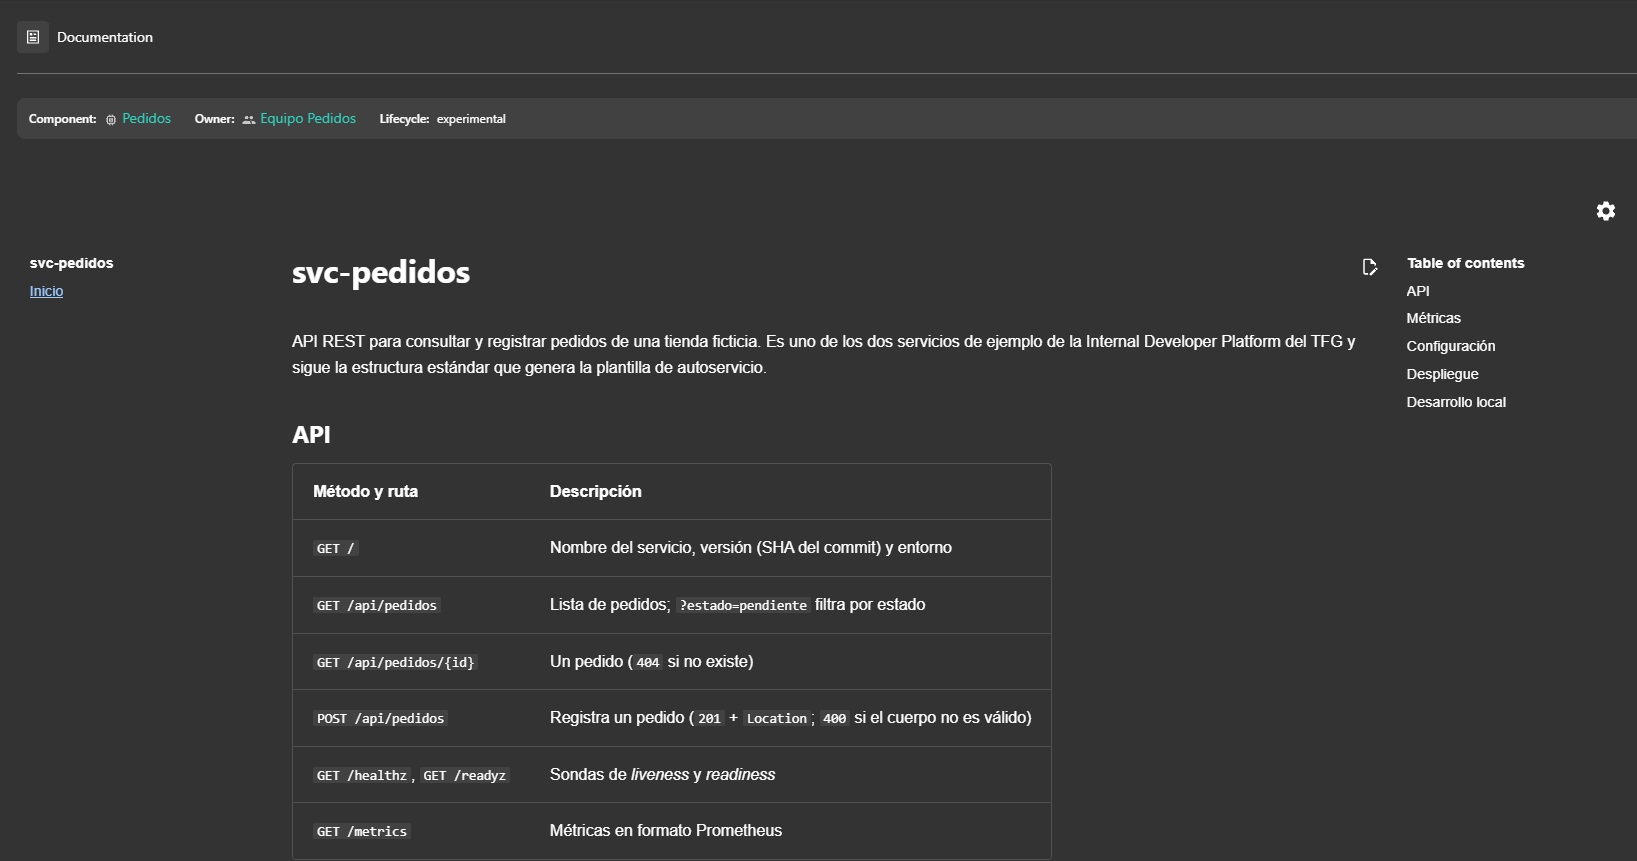 Documentation
Component: Pedidos Owner: Equipo Pedidos Lifecycle: experimental
svc-pedidos
Inicio
svc-pedidos
API REST para consultar y registrar pedidos de una tienda ficticia. Es uno de los dos servicios de ejemplo de la Internal Developer Platform del TFG y
sigue la estructura estándar que genera la plantilla de autoservicio.
API
Método y ruta Descripción
GET / Nombre del servicio, versión (SHA del commit) y entorno
GET /api/pedidos Lista de pedidos; ?estado=pendiente filtra por estado
GET /api/pedidos/{id} Un pedido (404 si no existe)
POST /api/pedidos Registra un pedido (201 + Location; 400 si el cuerpo no es válido)
GET /healthz, GET /readyz Sondas de liveness y readiness
GET /metrics Métricas en formato Prometheus
Table of contents
API
Métricas
Configuración
Despliegue
Desarrollo local